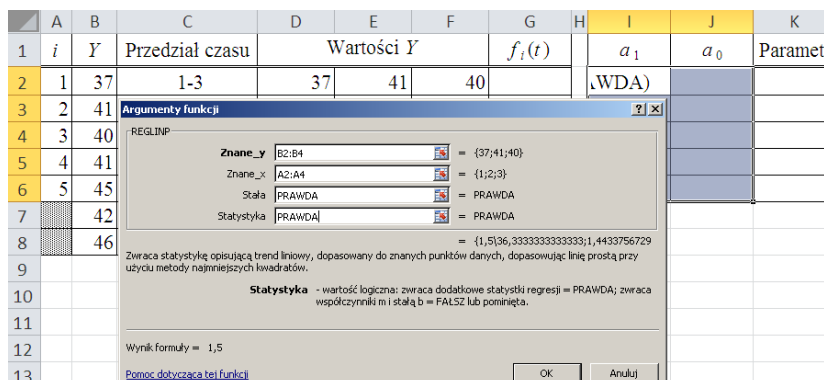 A B C D E F G H I J K
1 i Y Przedział czasu Wartości Y f i (t) a 1 a 0 Paramet
2 1 37 1-3 37 41 40 WDA)
3 2 41
4 3 40
5 4 41
6 5 45
7 42
8 46
9
10
11
12
13
Argumenty funkcji
REGLINP
Znane_y B2:B4 = {37;41;40}
Znane_x A2:A4 = {1;2;3}
Stała PRAWDA = PRAWDA
Statystyka PRAWDA = PRAWDA
= {1,5\36,3333333333333;1,4433756729
Zwraca statystykę opisującą trend liniowy, dopasowany do znanych punktów danych, dopasowując linię prostą przy
użyciu metody najmniejszych kwadratów.
Statystyka - wartość logiczna: zwraca dodatkowe statystki regresji = PRAWDA; zwraca
współczynniki m i stałą b = FAŁSZ lub pominięta.
Wynik formuły = 1,5
Pomoc dotycząca tej funkcji
OK Anuluj